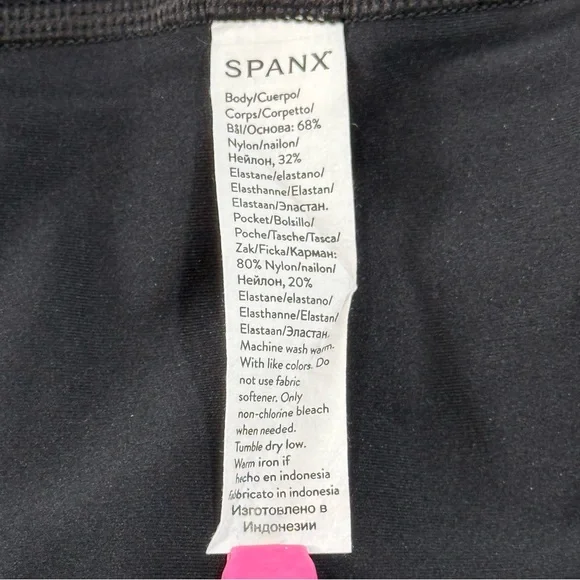 SPANX
Body/Cuerpo/
Corps/Corpetto/
Bål/Основа: 68%
Nylon/nailon/
Нейлон, 32%
Elastane/elastano/
Elasthanne/Elastan/
Elastaan/Эластан.
Pocket/Bolsillo/
Poche/Tasche/Tasca/
Zak/Ficka/Карман:
80% Nylon/nailon/
Нейлон, 20%
Elastane/elastano/
Elasthanne/Elastan/
Elastaan/Эластан.
Machine wash warm.
With like colors. Do
not use fabric
softener. Only
non-chlorine bleach
when needed.
Tumble dry low.
Warm iron if
hecho en indonesia
fabbricato in indonesia
Изготовлено в
Индонезии